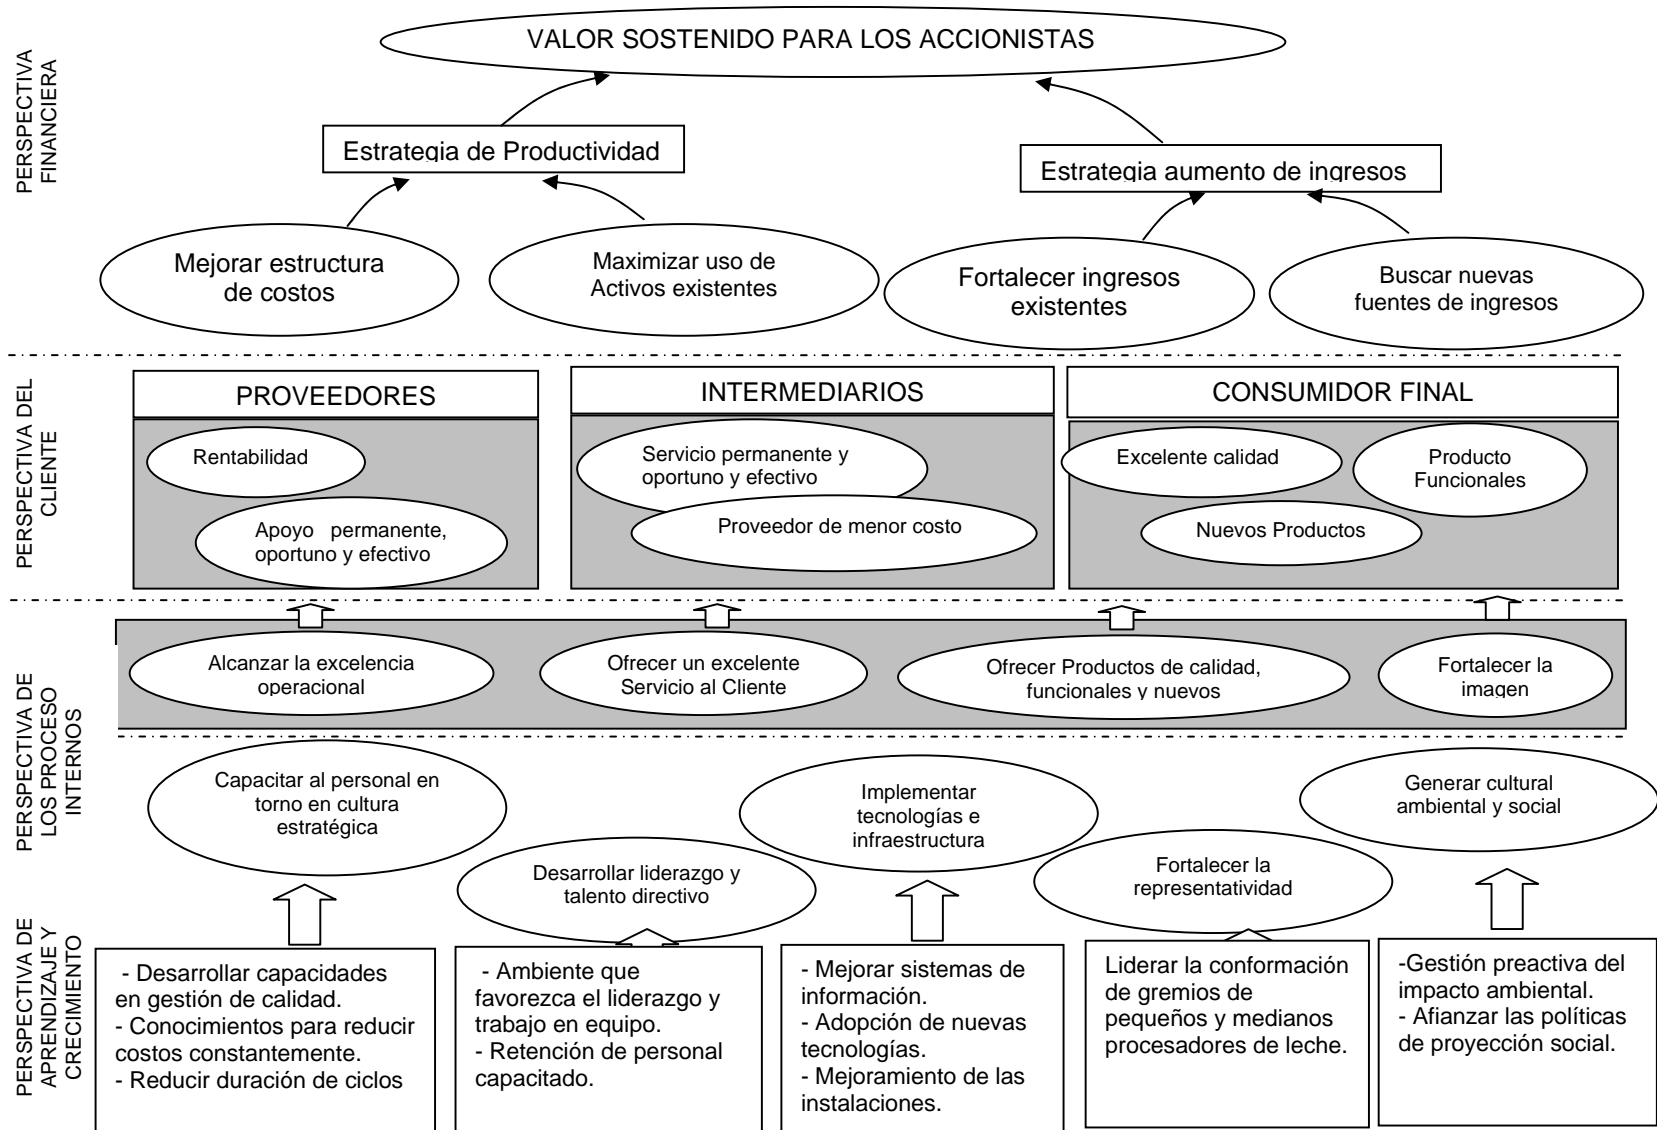 PERSPECTIVA
FINANCIERA
VALOR SOSTENIDO PARA LOS ACCIONISTAS
Estrategia de Productividad
Estrategia aumento de ingresos
Mejorar estructura
de costos
Maximizar uso de
Activos existentes
Fortalecer ingresos
existentes
Buscar nuevas
fuentes de ingresos
PERSPECTIVA DEL
CLIENTE
PROVEEDORES
Rentabilidad
Apoyo permanente,
oportuno y efectivo
INTERMEDIARIOS
Servicio permanente y
oportuno y efectivo
Proveedor de menor costo
CONSUMIDOR FINAL
Excelente calidad
Producto
Funcionales
Nuevos Productos
PERSPECTIVA DE
LOS PROCESO
INTERNOS
Alcanzar la excelencia
operacional
Ofrecer un excelente
Servicio al Cliente
Ofrecer Productos de calidad,
funcionales y nuevos
Fortalecer la
imagen
Capacitar al personal en
torno en cultura
estratégica
Desarrollar liderazgo y
talento directivo
Implementar
tecnologías e
infraestructura
Fortalecer la
representatividad
Generar cultural
ambiental y social
PERSPECTIVA DE
APRENDIZAJE Y
CRECIMIENTO
- Desarrollar capacidades
en gestión de calidad.
- Conocimientos para reducir
costos constantemente.
- Reducir duración de ciclos
- Ambiente que
favorezca el liderazgo y
trabajo en equipo.
- Retención de personal
capacitado.
- Mejorar sistemas de
información.
- Adopción de nuevas
tecnologías.
- Mejoramiento de las
instalaciones.
Liderar la conformación
de gremios de
pequeños y medianos
procesadores de leche.
-Gestión preactiva del
impacto ambiental.
- Afianzar las políticas
de proyección social.